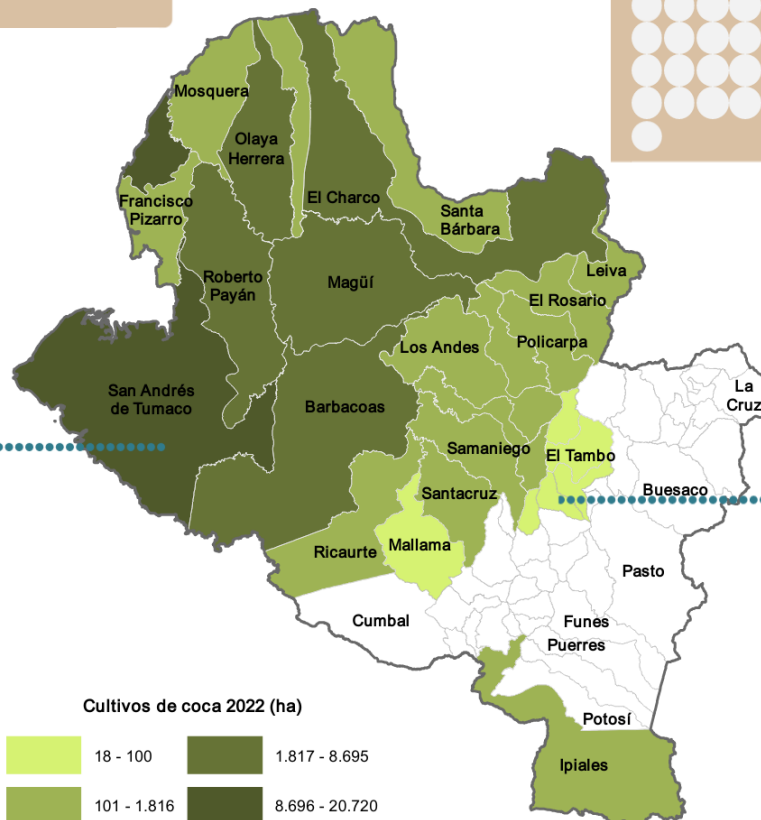 Mosquera
Olaya
Herrera
Francisco
Pizarro
El Charco
Santa
Bárbara
Leiva
Roberto
Payán
Magüí
El Rosario
Los Andes
Policarpa
La
Cruz
San Andrés
de Tumaco
Barbacoas
Samaniego
El Tambo
Santacruz
Buesaco
Ricaurte
Mallama
Pasto
Cumbal
Funes
Puerres
Potosí
Ipiales
Cultivos de coca 2022 (ha)
18 - 100
1.817 - 8.695
101 - 1.816
8.696 - 20.720